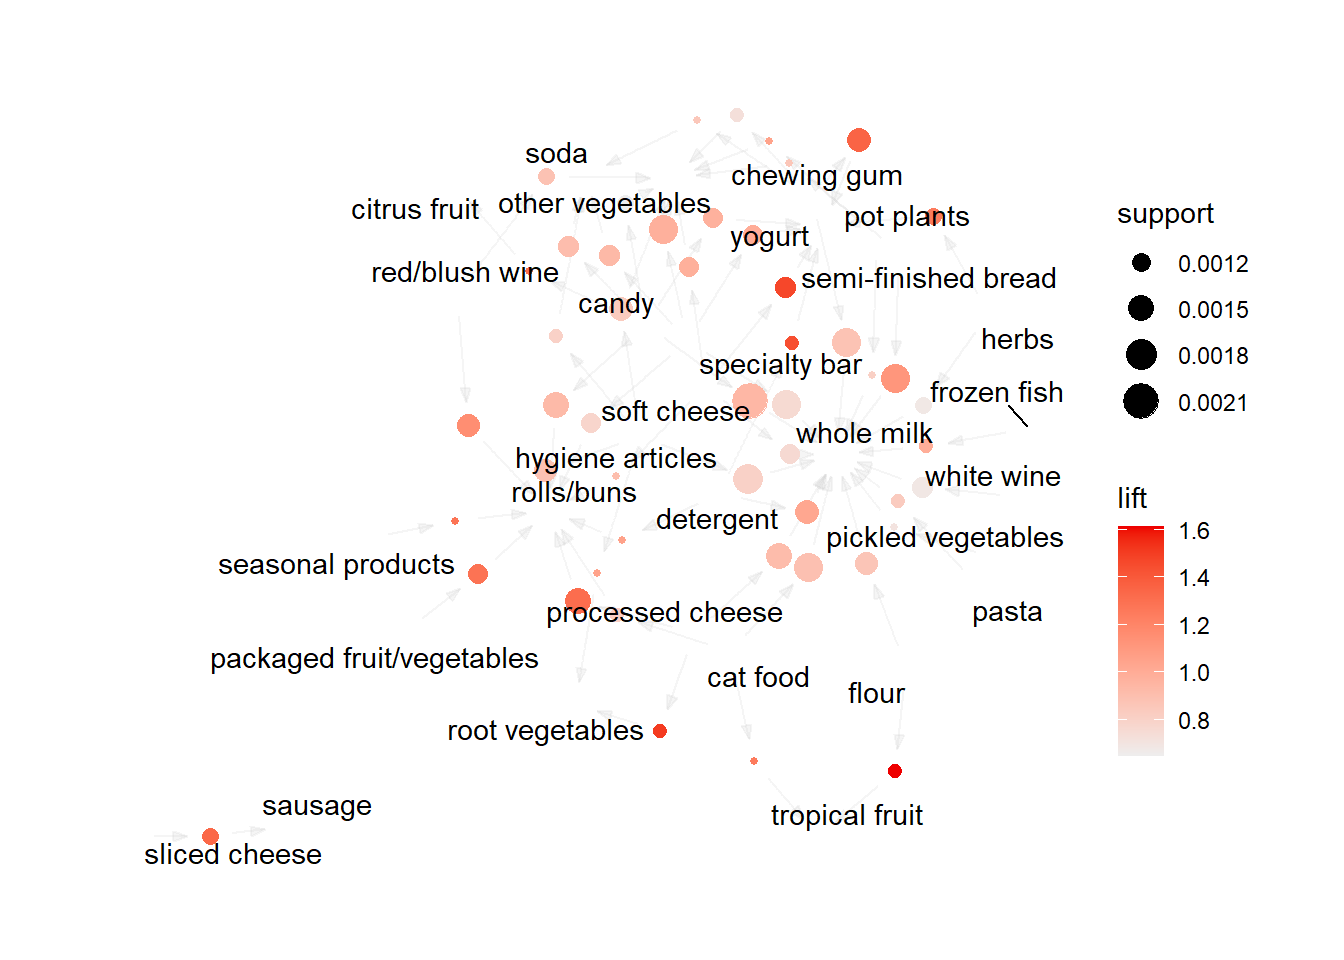 soda
chewing gum
citrus fruit
other vegetables
pot plants
yogurt
red/blush wine
semi-finished bread
candy
herbs
specialty bar
frozen fish
soft cheese
whole milk
hygiene articles
white wine
rolls/buns
detergent
pickled vegetables
seasonal products
processed cheese
pasta
packaged fruit/vegetables
cat food
flour
root vegetables
sausage
tropical fruit
sliced cheese
support
0.0012
0.0015
0.0018
0.0021
lift
1.6
1.4
1.2
1.0
0.8